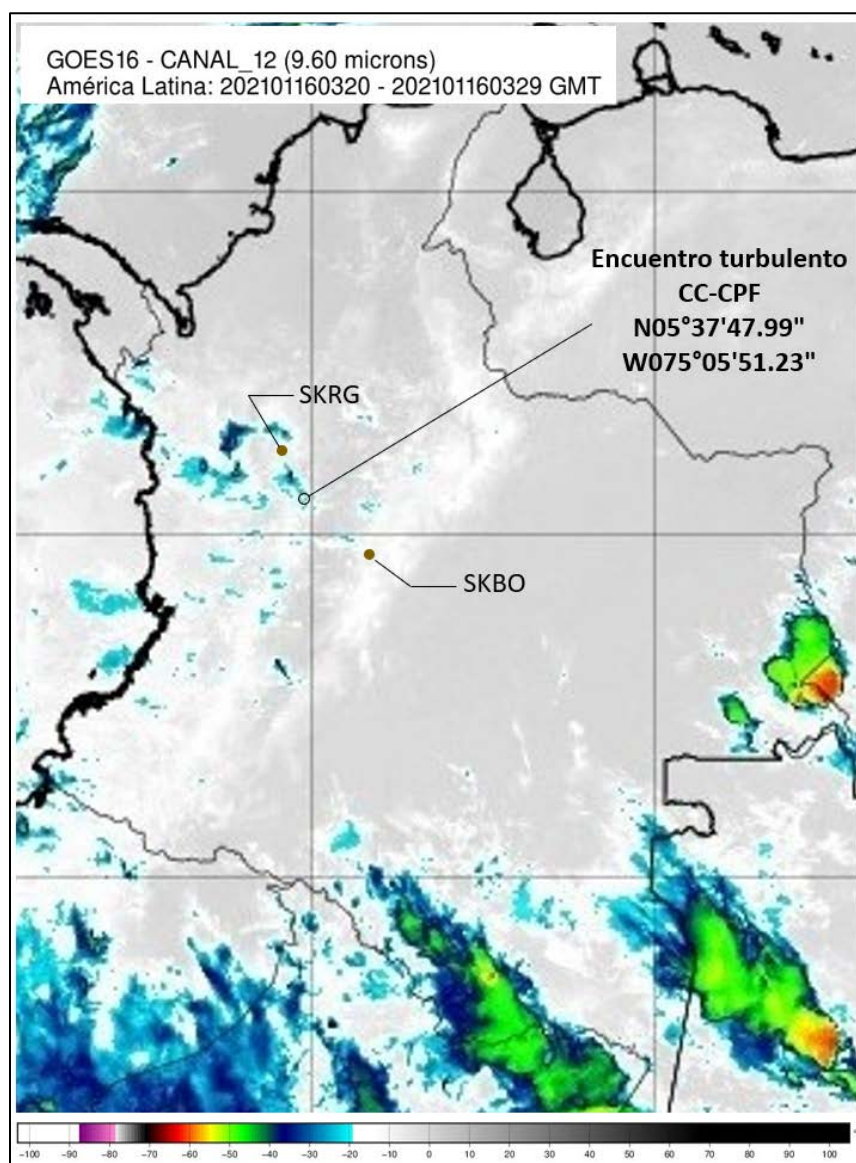 GOES16 - CANAL_12 (9.60 microns)
América Latina: 202101160320 - 202101160329 GMT
Encuentro turbulento
CC-CPF
N05°37'47.99"
W075°05'51.23"
SKRG
SKBO
-100 -90 -80 -70 -60 -50 -40 -30 -20 -10 0 10 20 30 40 50 60 70 80 90 100